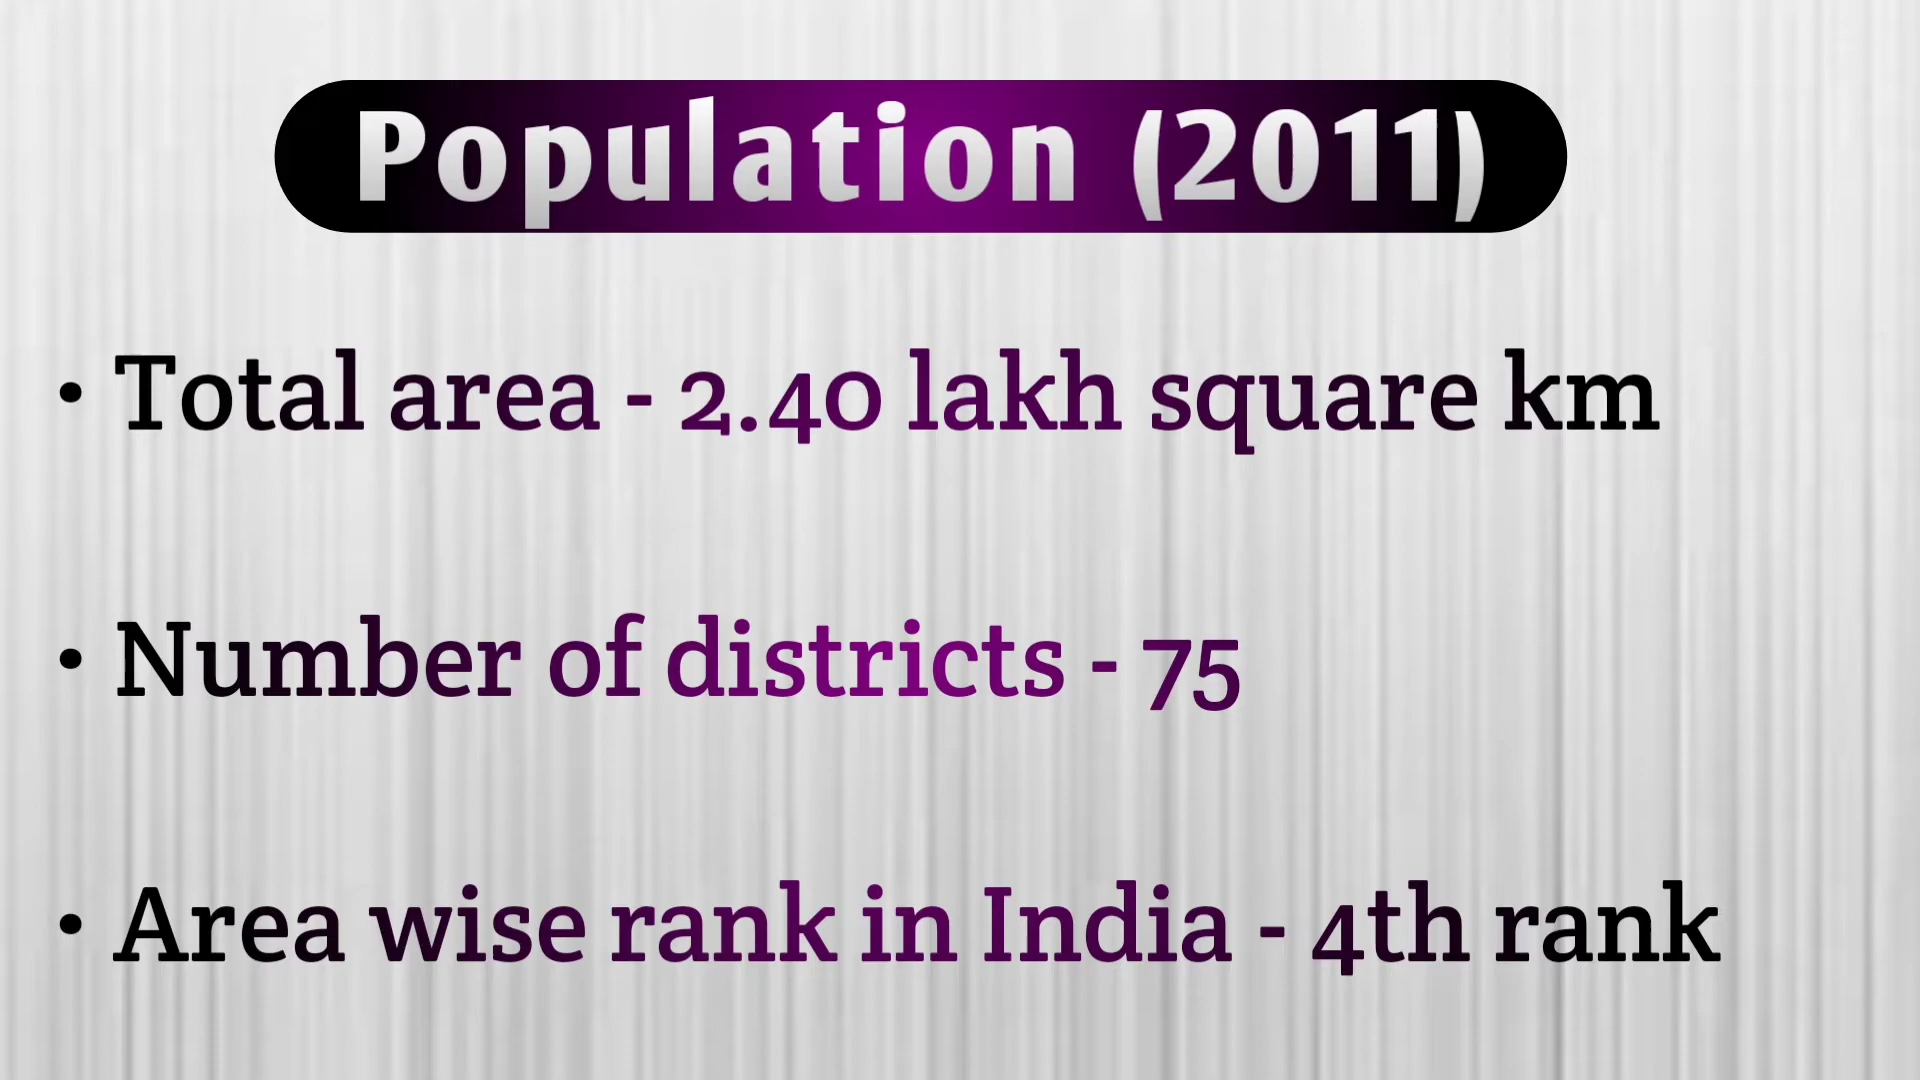 Population (2011)
• Total area - 2.40 lakh square km
• Number of districts - 75
• Area wise rank in India - 4th rank